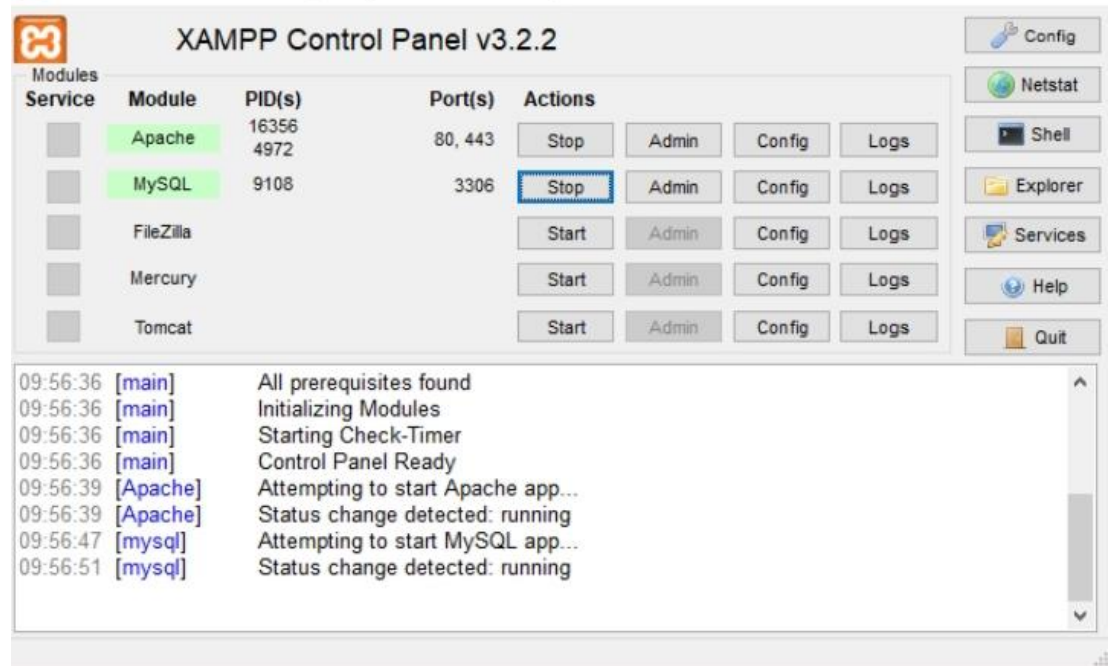 XAMPP Control Panel v3.2.2
Config
Modules
Service Module PID(s) Port(s) Actions
Netstat
Apache 16356 4972 80, 443 Stop Admin Config Logs
Shell
MySQL 9108 3306 Stop Admin Config Logs
Explorer
FileZilla Start Admin Config Logs
Services
Mercury Start Admin Config Logs
Help
Tomcat Start Admin Config Logs
Quit
09:56:36 [main] All prerequisites found
09:56:36 [main] Initializing Modules
09:56:36 [main] Starting Check-Timer
09:56:36 [main] Control Panel Ready
09:56:39 [Apache] Attempting to start Apache app...
09:56:39 [Apache] Status change detected: running
09:56:47 [mysql] Attempting to start MySQL app...
09:56:51 [mysql] Status change detected: running